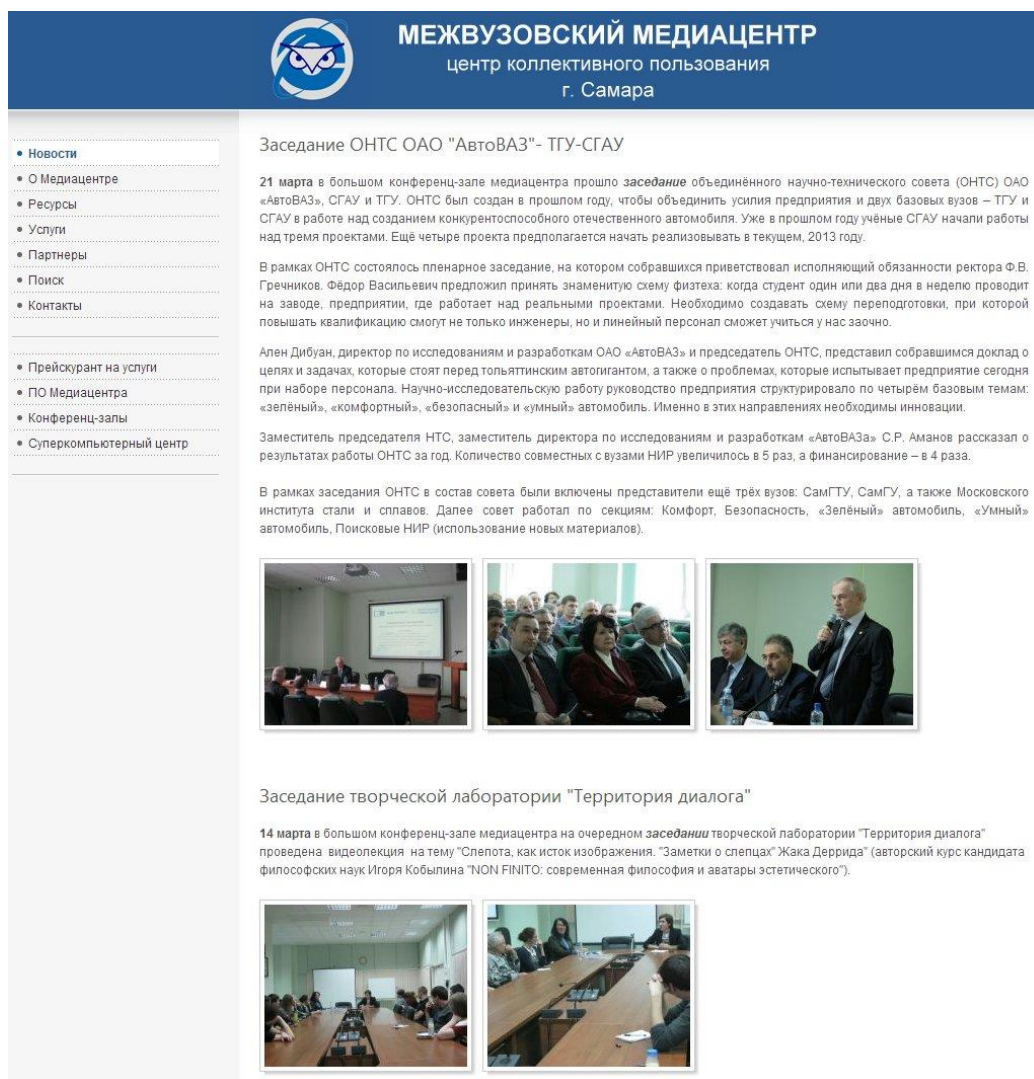 МЕЖВУЗОВСКИЙ МЕДИАЦЕНТР
центр коллективного пользования
г. Самара
Новости
О Медиацентре
Ресурсы
Услуги
Партнеры
Поиск
Контакты
Прейскурант на услуги
ПО Медиацентра
Конференц-залы
Суперкомпьютерный центр
Заседание ОНТС ОАО "АвтоВАЗ"- ТГУ-СГАУ
21 марта в большом конференц-зале медиацентра прошло заседание объединённого научно-технического совета (ОНТС) ОАО
«АвтоВАЗ», СГАУ и ТГУ. ОНТС был создан в прошлом году, чтобы объединить усилия предприятия и двух базовых вузов – ТГУ и
СГАУ в работе над созданием конкурентоспособного отечественного автомобиля. Уже в прошлом году учёные СГАУ начали работы
над тремя проектами. Ещё четыре проекта предполагается начать реализовывать в текущем, 2013 году.
В рамках ОНТС состоялось пленарное заседание, на котором собравшихся приветствовал исполняющий обязанности ректора Ф.В.
Гречников. Фёдор Васильевич предложил принять знаменитую схему физтеха: когда студент один или два дня в неделю проводит
на заводе, предприятии, где работает над реальными проектами. Необходимо создавать схему переподготовки, при которой
повышать квалификацию смогут не только инженеры, но и линейный персонал сможет учиться у нас заочно.
Ален Дибуан, директор по исследованиям и разработкам ОАО «АвтоВАЗ» и председатель ОНТС, представил собравшимся доклад о
целях и задачах, которые стоят перед тольяттинским автогигантом, а также о проблемах, которые испытывает предприятие сегодня
при наборе персонала. Научно-исследовательскую работу руководство предприятия структурировало по четырём базовым темам:
«зелёный», «комфортный», «безопасный» и «умный» автомобиль. Именно в этих направлениях необходимы инновации.
Заместитель председателя НТС, заместитель директора по исследованиям и разработкам «АвтоВАЗа» С.Р. Аманов рассказал о
результатах работы ОНТС за год. Количество совместных с вузами НИР увеличилось в 5 раз, а финансирование – в 4 раза.
В рамках заседания ОНТС в состав совета были включены представители ещё трёх вузов: СамГТУ, СамГУ, а также Московского
института стали и сплавов. Далее совет работал по секциям: Комфорт, Безопасность, «Зелёный» автомобиль, «Умный»
автомобиль, Поисковые НИР (использование новых материалов).
Заседание творческой лаборатории "Территория диалога"
14 марта в большом конференц-зале медиацентра на очередном заседании творческой лаборатории "Территория диалога"
проведена видеолекция на тему "Слепота, как исток изображения. "Заметки о слепцах" Жака Деррида" (авторский курс кандидата
философских наук Игоря Кобылина "NON FINITO: современная философия и аватары эстетического").